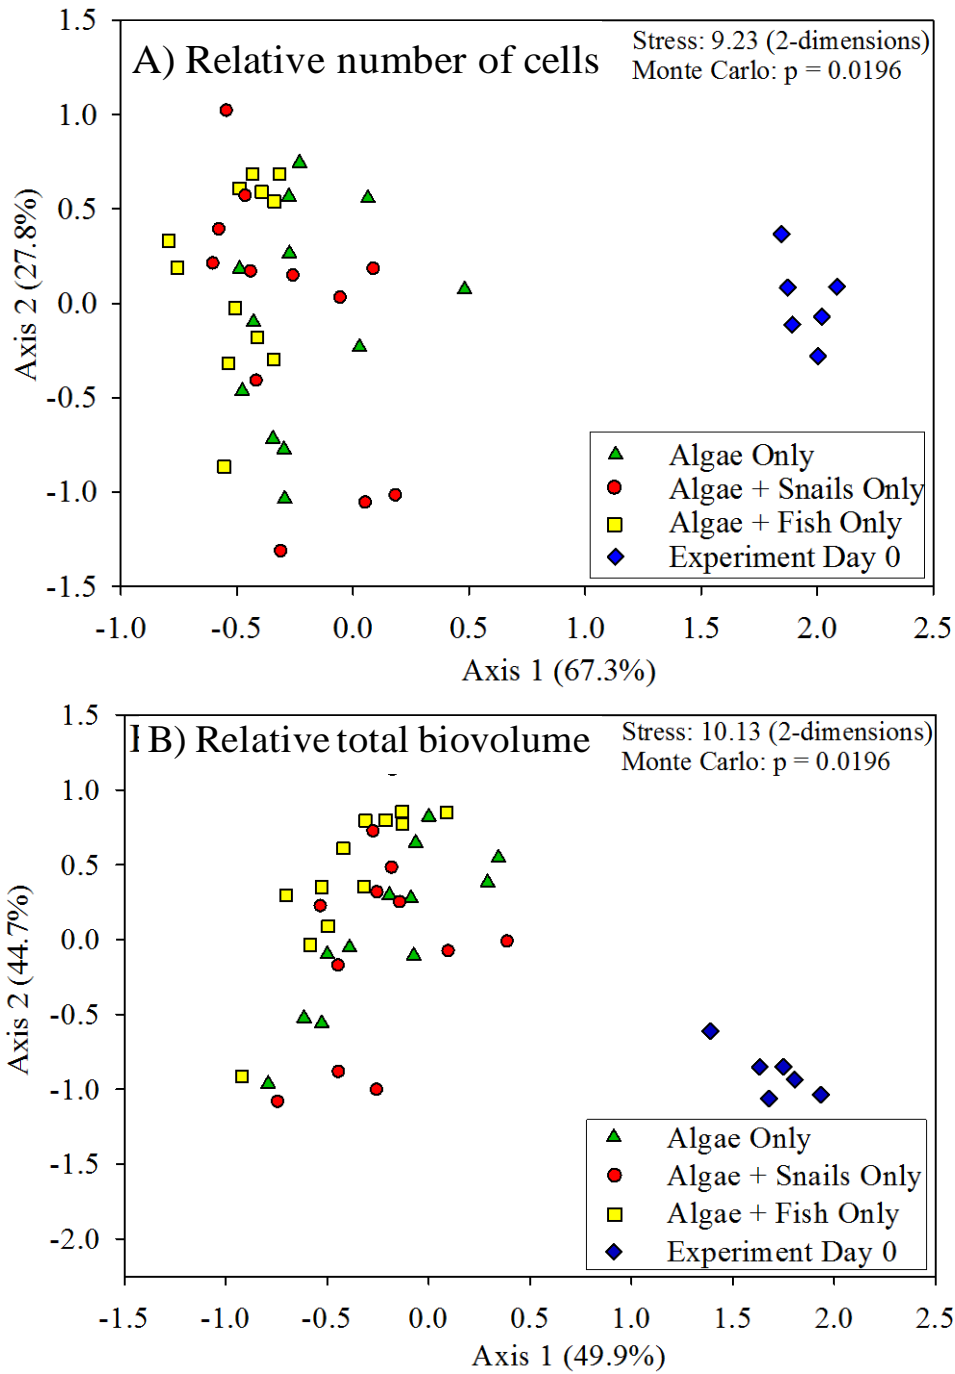 A) Relative number of cells
Stress: 9.23 (2-dimensions)
Monte Carlo: p = 0.0196
1.5
1.0
0.5
0.0
-0.5
-1.0
-1.5
Axis 2 (27.8%)
Algae Only
Algae + Snails Only
Algae + Fish Only
Experiment Day 0
-1.0 -0.5 0.0 0.5 1.0 1.5 2.0 2.5
Axis 1 (67.3%)
B) Relative total biovolume
Stress: 10.13 (2-dimensions)
Monte Carlo: p = 0.0196
1.5
1.0
0.5
0.0
-0.5
-1.0
-1.5
-2.0
Axis 2 (44.7%)
Algae Only
Algae + Snails Only
Algae + Fish Only
Experiment Day 0
-1.5 -1.0 -0.5 0.0 0.5 1.0 1.5 2.0 2.5
Axis 1 (49.9%)